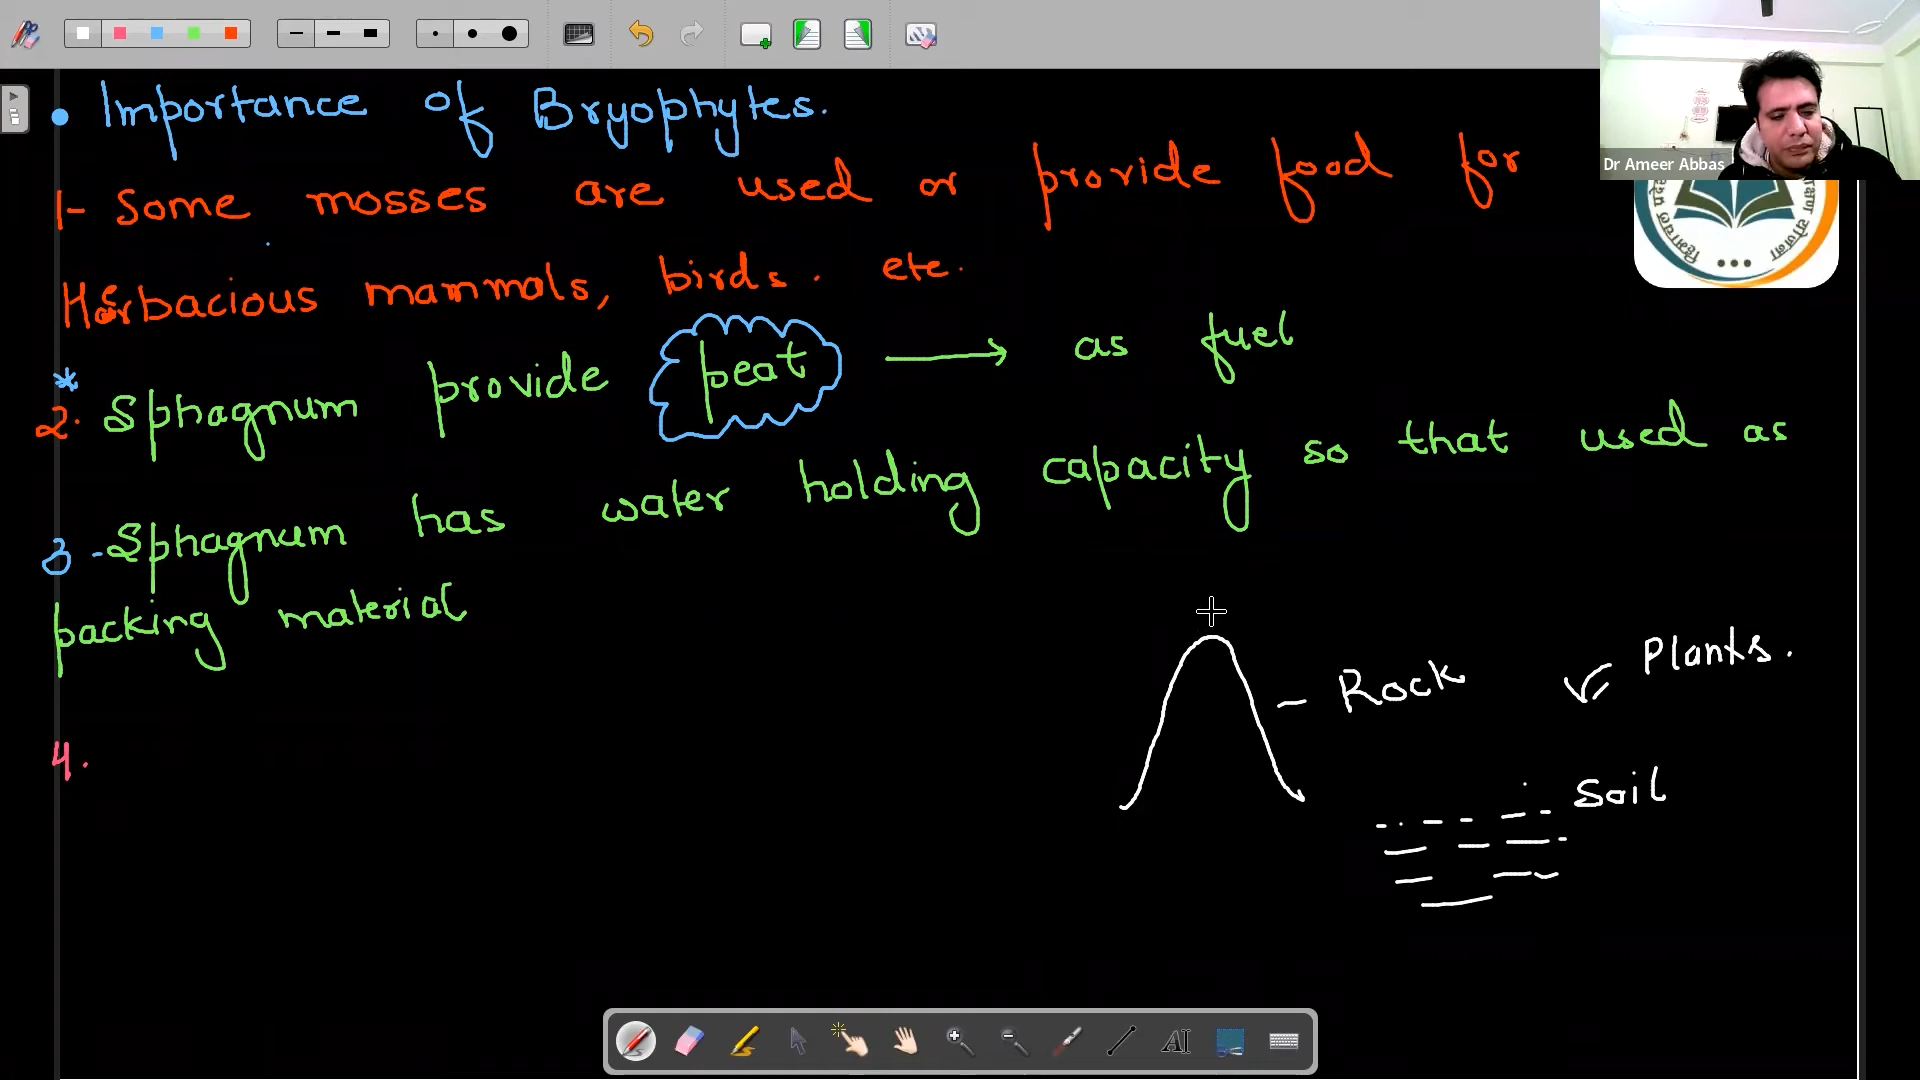 Dr Ameer Abbas
• Importance of Bryophytes.
1- Some mosses are used or provide food for
Herbacious mammals, birds. etc.
* 2. Sphagnum provide peat → as fuel
3 - Sphagnum has water holding capacity so that used as
packing material
Rock
Plants.
4.
Soil